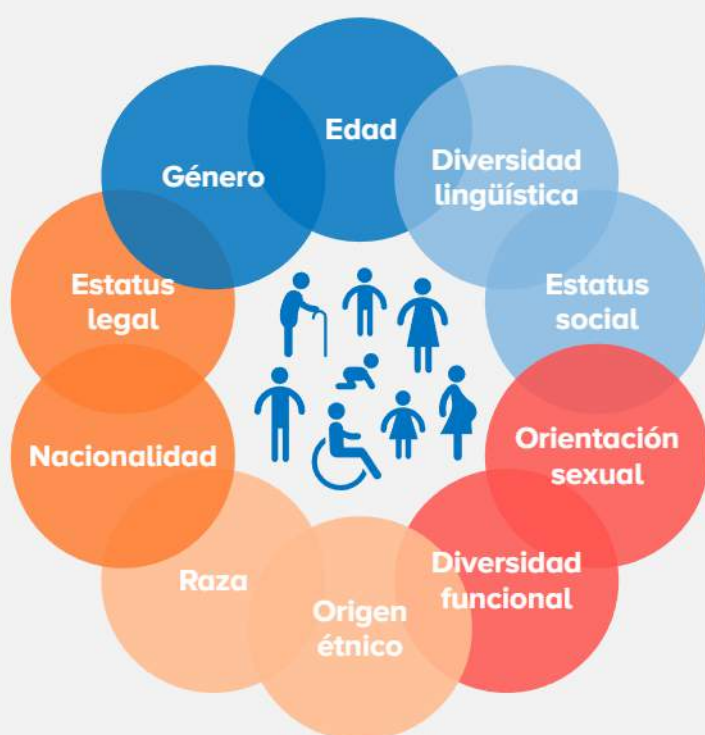 Edad
Diversidad
lingüística
Estatus
social
Orientación
sexual
Diversidad
funcional
Origen
étnico
Raza
Nacionalidad
Estatus
legal
Género